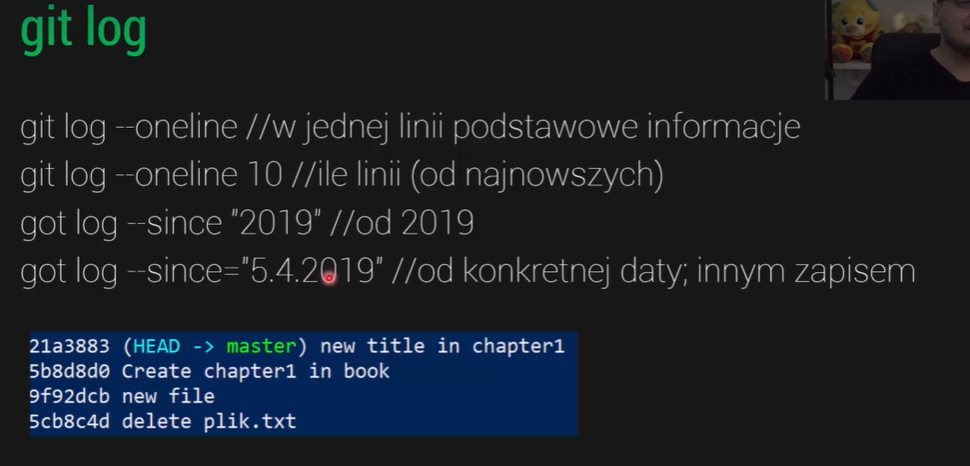 git log
git log --oneline //w jednej linii podstawowe informacje
git log --oneline 10 //ile linii (od najnowszych)
got log --since "2019" //od 2019
got log --since="5.4.2019" //od konkretnej daty; innym zapisem
21a3883 (HEAD -> master) new title in chapter1
5b8d8d0 Create chapter1 in book
9f92dcb new file
5cb8c4d delete plik.txt